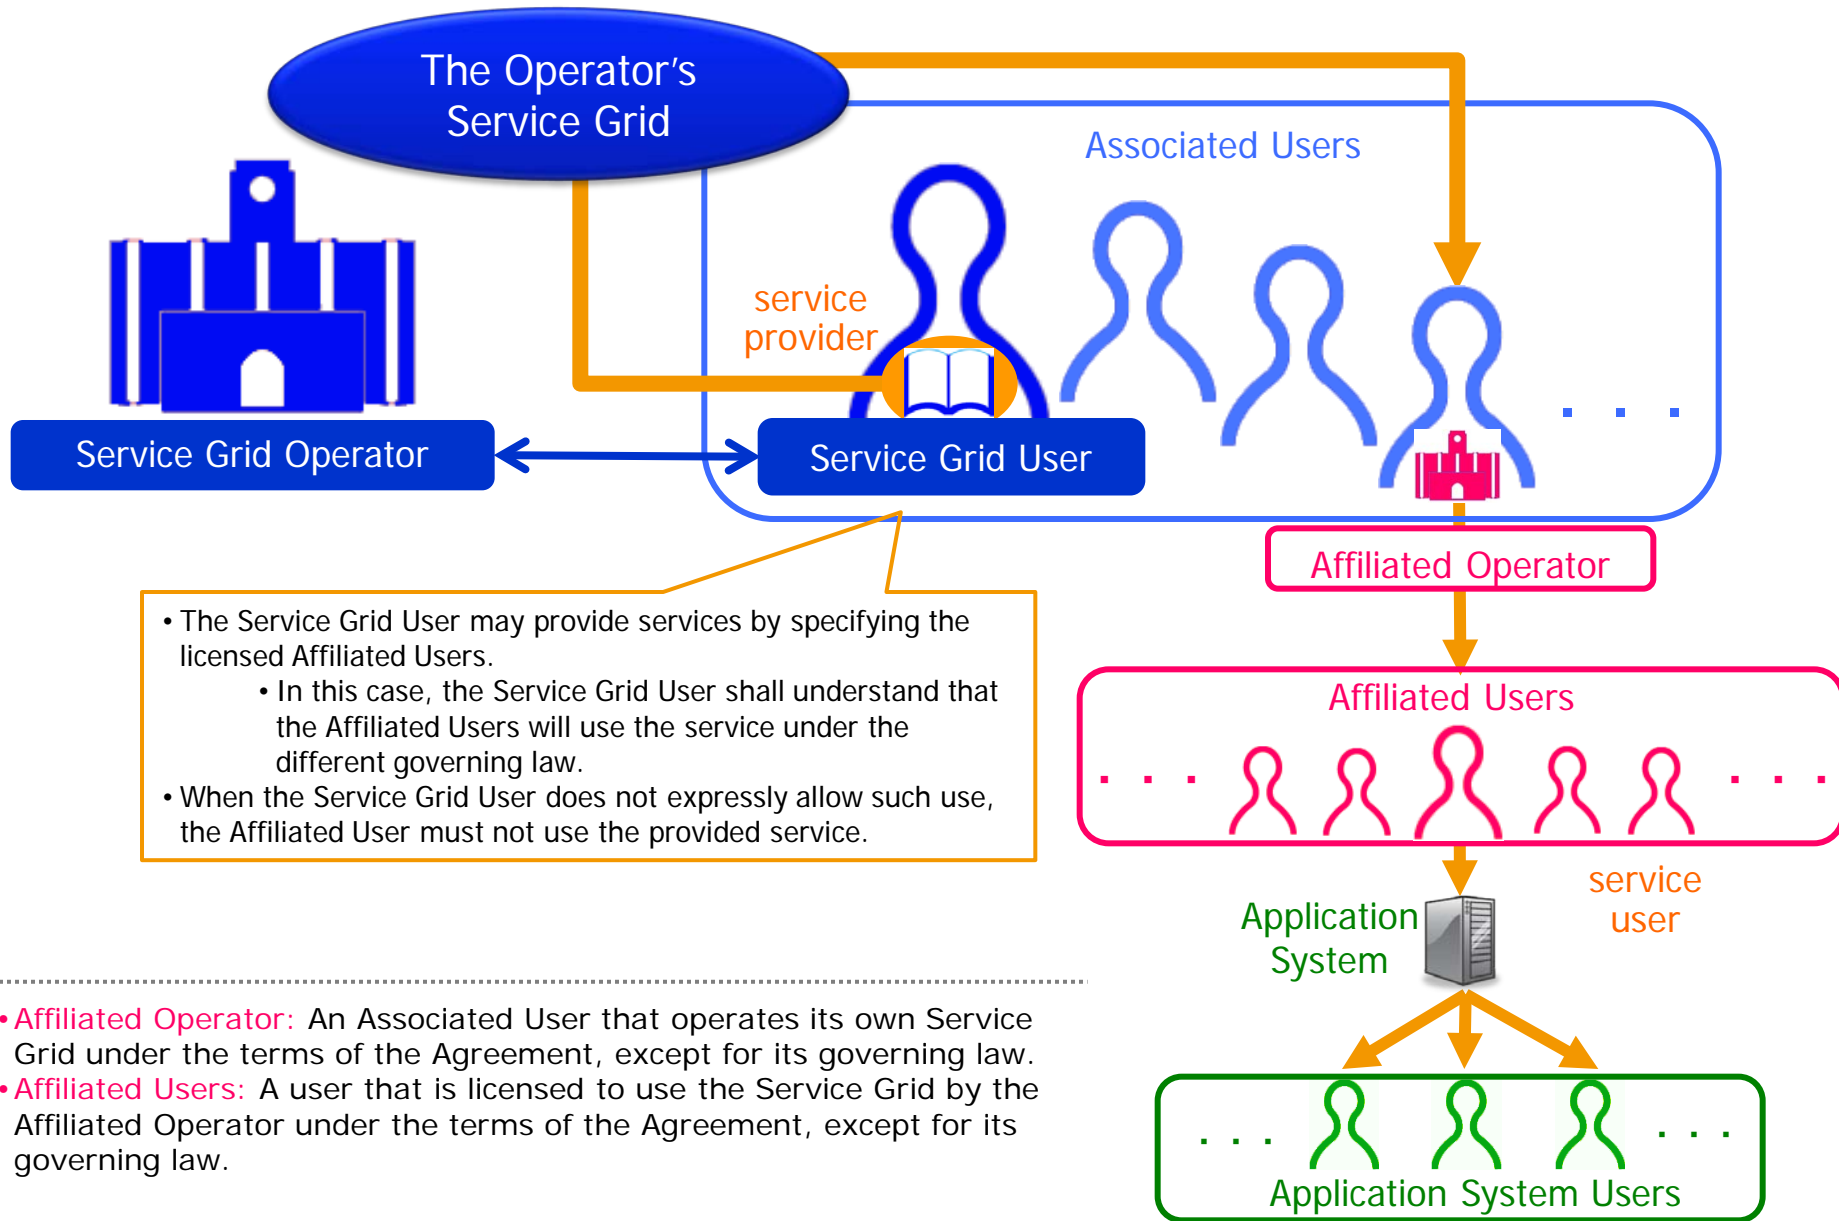 The Operator's
Service Grid
Associated Users
service
provider
Service Grid Operator
Service Grid User
. . .
Affiliated Operator
• The Service Grid User may provide services by specifying the
licensed Affiliated Users.
• In this case, the Service Grid User shall understand that
the Affiliated Users will use the service under the
different governing law.
• When the Service Grid User does not expressly allow such use,
the Affiliated User must not use the provided service.
Affiliated Users
. . .
. . .
service
user
Application
System
• Affiliated Operator: An Associated User that operates its own Service
Grid under the terms of the Agreement, except for its governing law.
• Affiliated Users: A user that is licensed to use the Service Grid by the
Affiliated Operator under the terms of the Agreement, except for its
governing law.
. . .
. . .
Application System Users